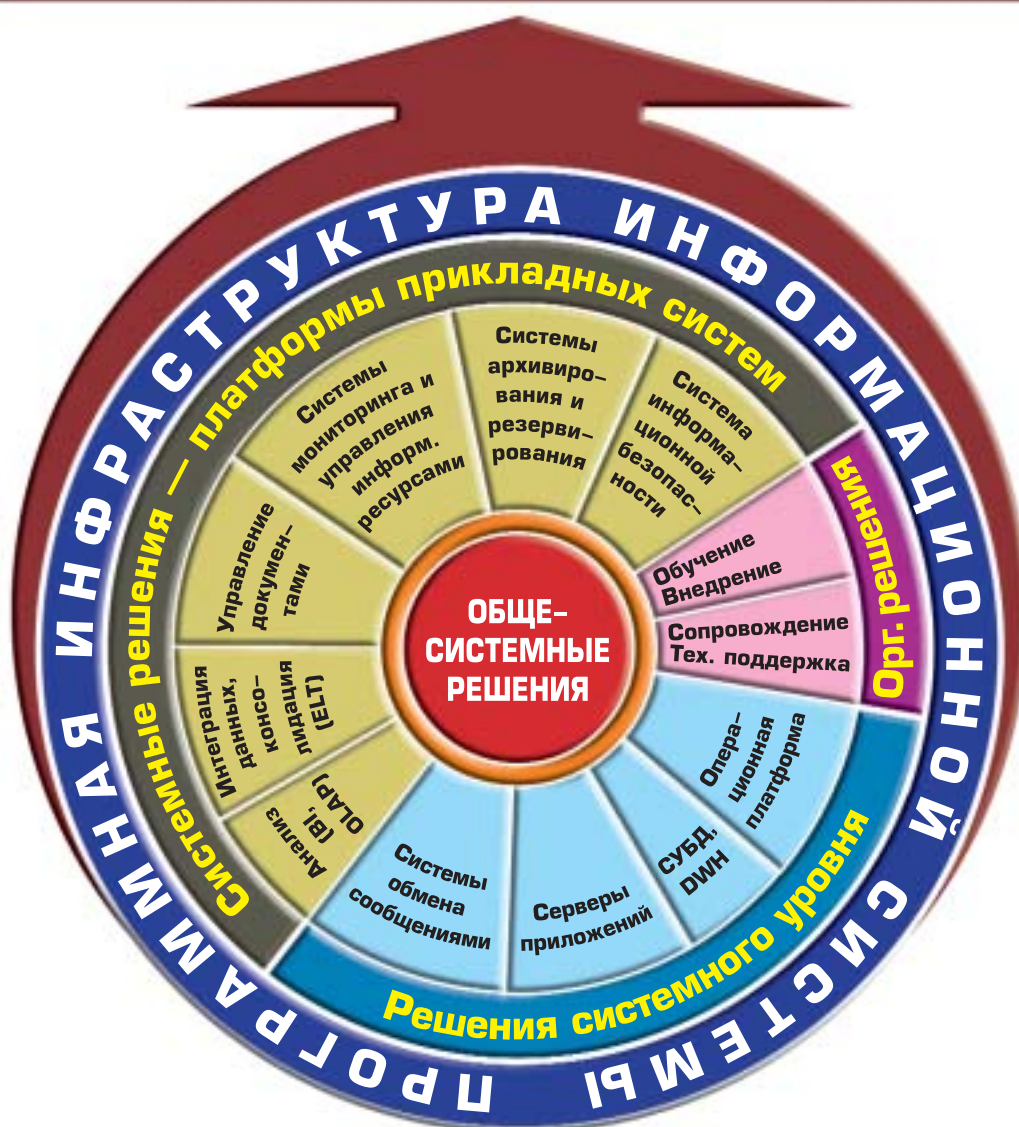 ПРОГРАММНАЯ ИНФРАСТРУКТУРА ИНФОРМАЦИОННОЙ СИСТЕМЫ
Системные решения — платформы прикладных систем
Системы
мониторинга и
управления
информ.
ресурсами
Системы
архивиро-
вания и
резерви-
рования
Система
информа-
ционной
безопас-
ности
Управление
докумен-
тами
Интеграция
данных,
консо-
лидация
(ELT)
Анализ
(BI,
OLAP)
Орг. решения
Обучение
Внедрение
Сопровождение
Тех. поддержка
ОБЩЕ-
СИСТЕМНЫЕ
РЕШЕНИЯ
Решения системного уровня
Опера-
ционная
платформа
СУБД,
DWH
Серверы
приложений
Системы
обмена
сообщениями